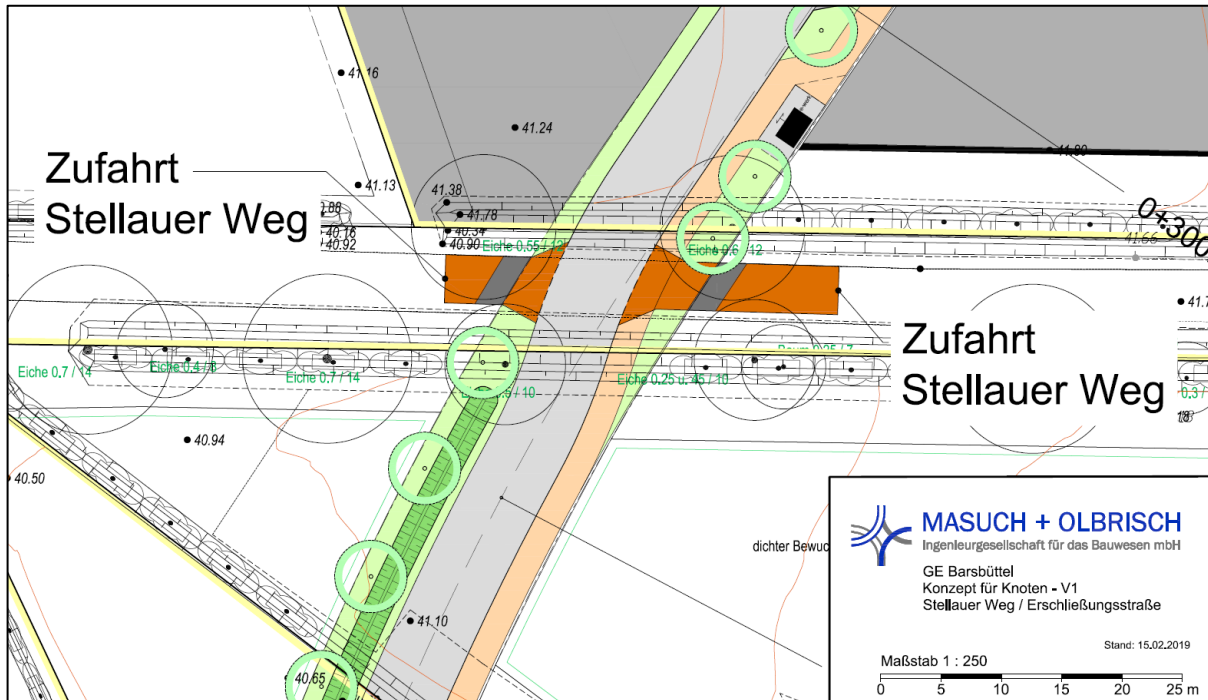 41.16
41.24
41.80
Zufahrt
Stellauer Weg
41.13
41.38
41.78
40.34
40.90
40.16
40.92
Eiche 0.55 / 12
Eiche 0.6 / 12
0+300
41.66
Zufahrt
Stellauer Weg
Eiche 0.7 / 14
Eiche 0.4 / 8
Eiche 0.7 / 14
Eiche 0.25 u. .45 / 10
40.94
40.50
dichter Bewuc
41.10
40.65
MASUCH + OLBRISCH
Ingenieurgesellschaft für das Bauwesen mbH
GE Barsbüttel
Konzept für Knoten - V1
Stellauer Weg / Erschließungsstraße
Stand: 15.02.2019
Maßstab 1 : 250
0 5 10 15 20 25 m